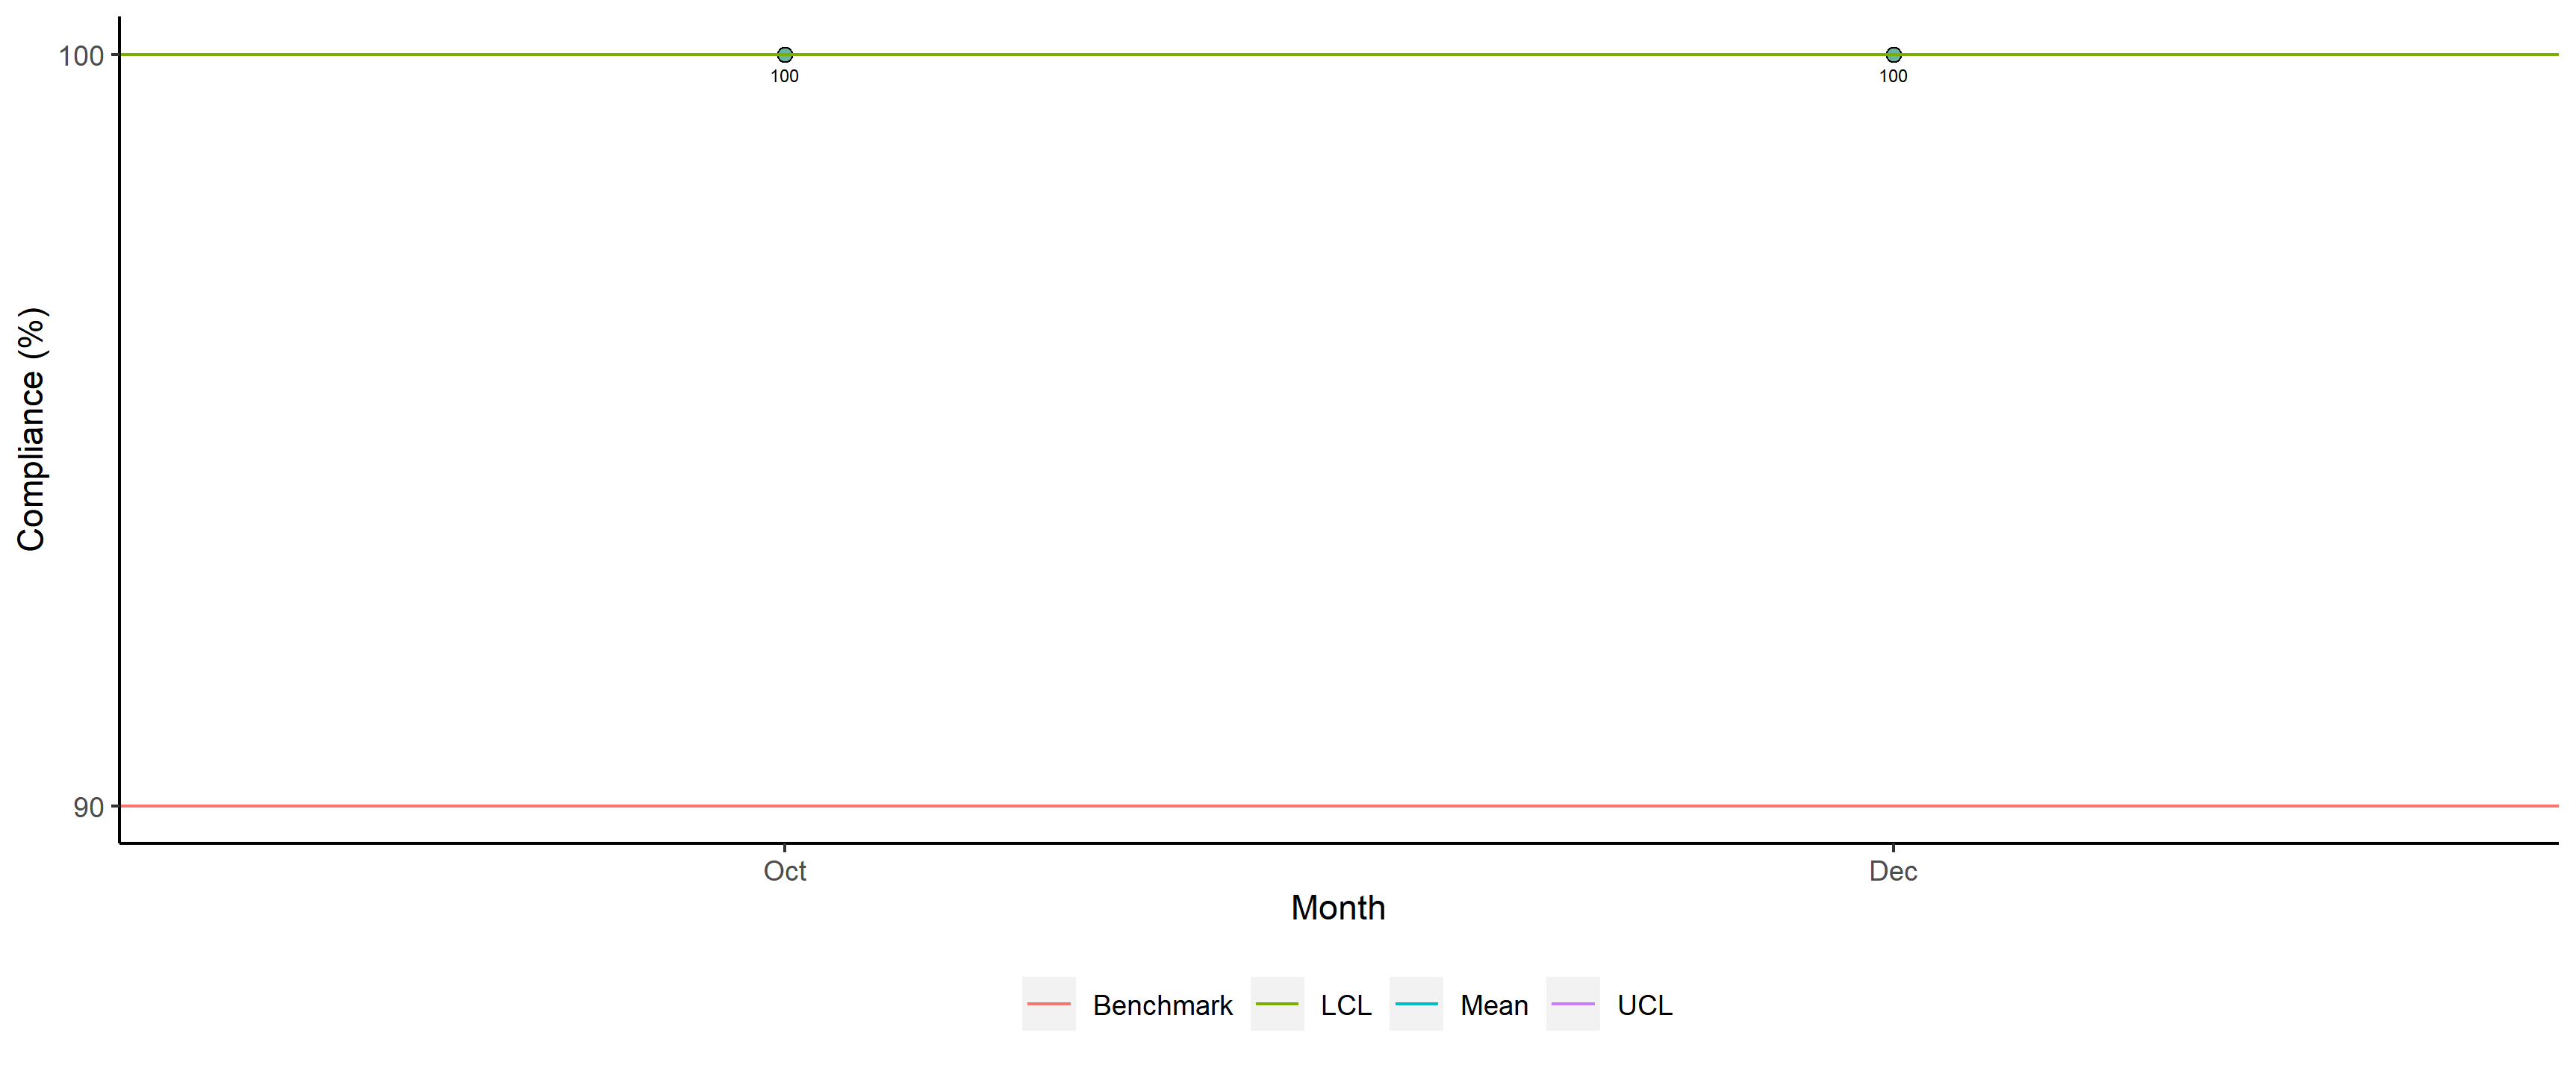 100
100
100
Compliance (%)
90
Oct
Dec
Month
Benchmark
LCL
Mean
UCL